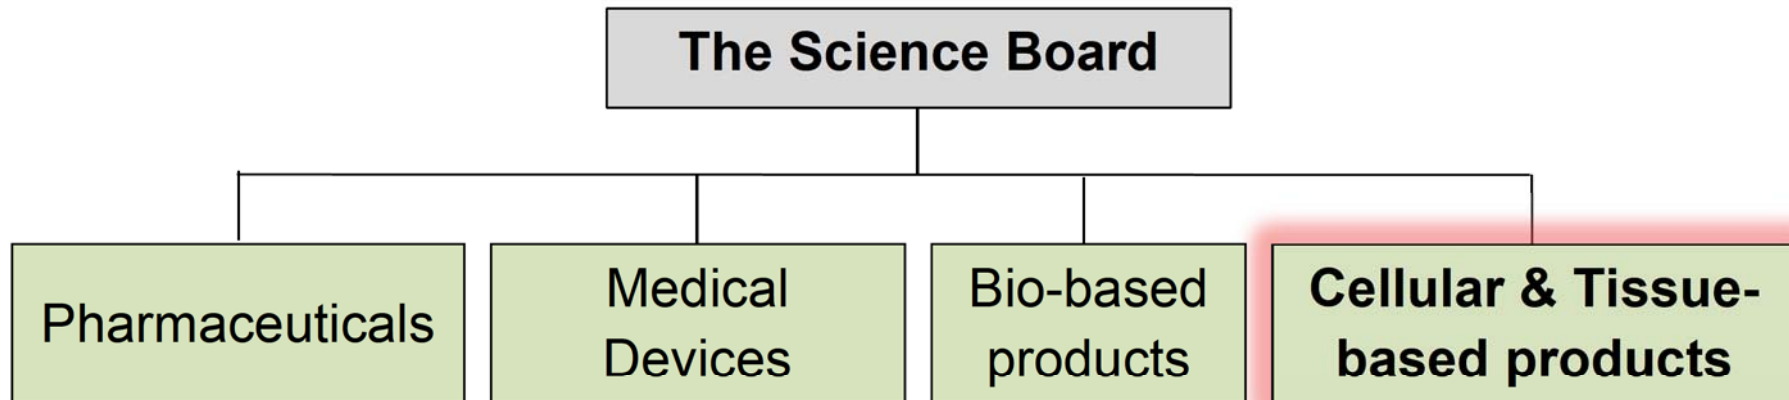 The Science Board
Pharmaceuticals
Medical
Devices
Bio-based
products
Cellular & Tissue-
based products